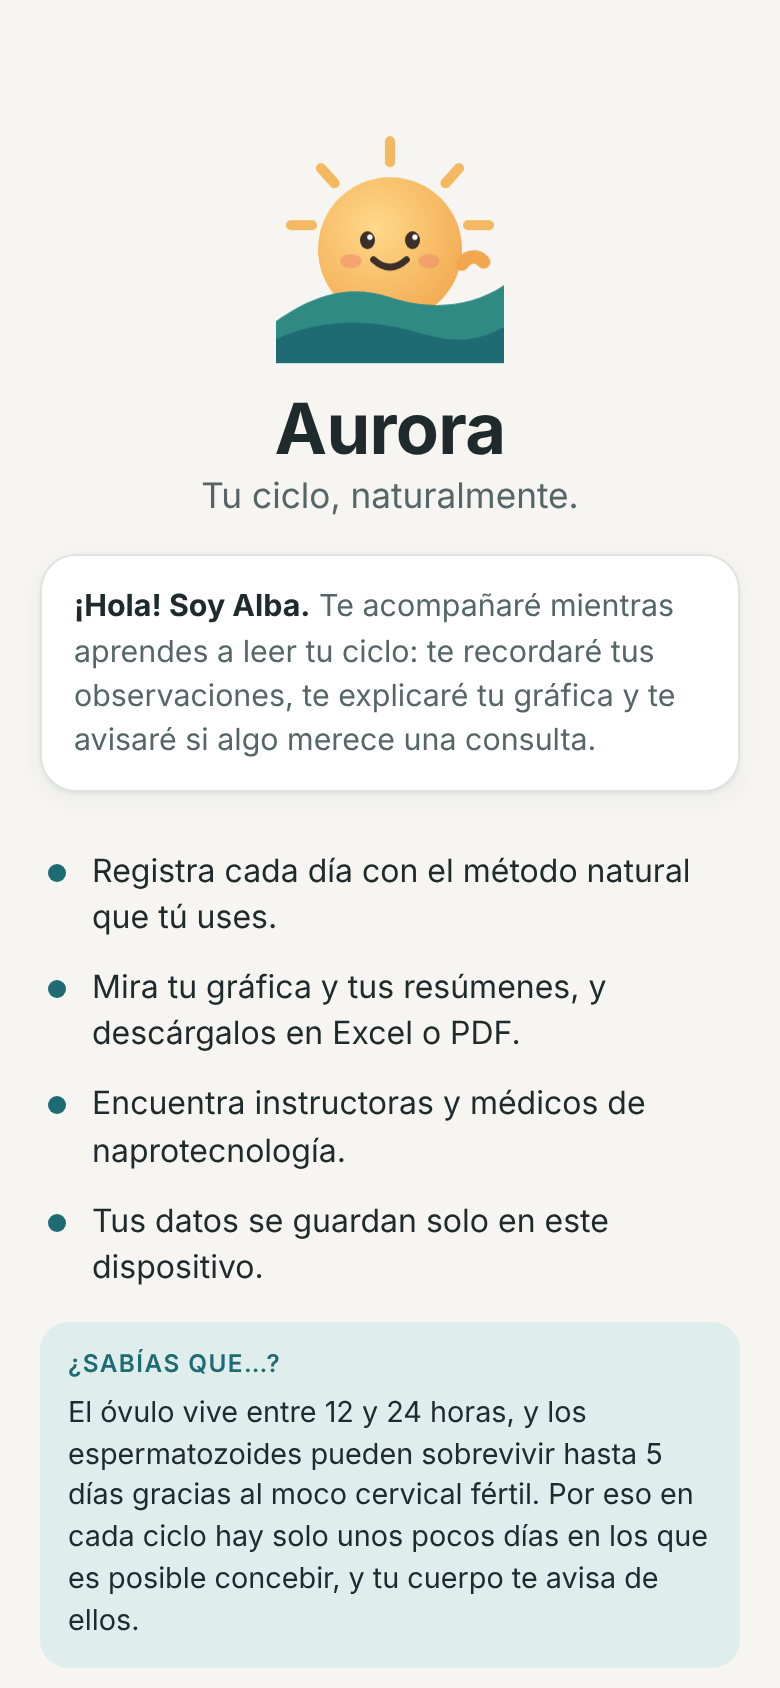 Aurora
Tu ciclo, naturalmente.
¡Hola! Soy Alba. Te acompañaré mientras
aprendes a leer tu ciclo: te recordaré tus
observaciones, te explicaré tu gráfica y te
avisaré si algo merece una consulta.
Registra cada día con el método natural
que tú uses.
Mira tu gráfica y tus resúmenes, y
descárgalos en Excel o PDF.
Encuentra instructoras y médicos de
naprotecnología.
Tus datos se guardan solo en este
dispositivo.
¿SABÍAS QUE...?
El óvulo vive entre 12 y 24 horas, y los
espermatozoides pueden sobrevivir hasta 5
días gracias al moco cervical fértil. Por eso en
cada ciclo hay solo unos pocos días en los que
es posible concebir, y tu cuerpo te avisa de
ellos.